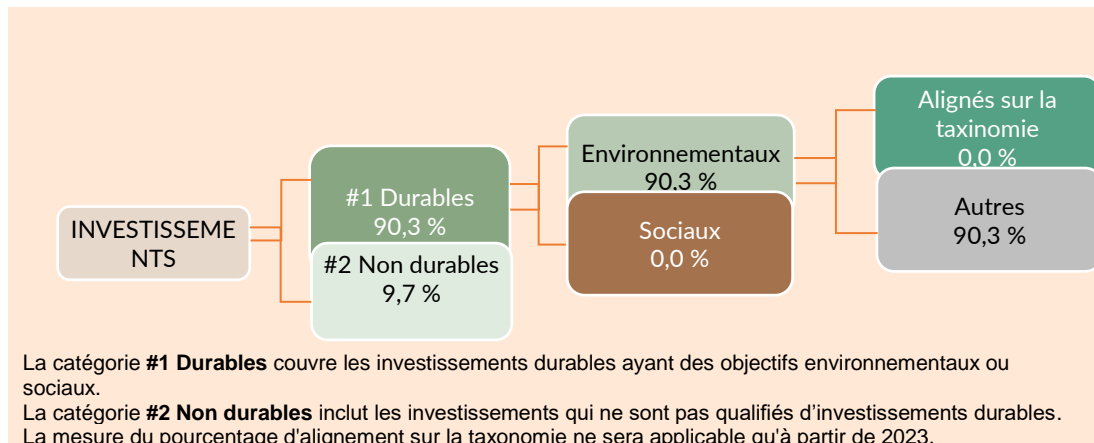 INVESTISSEME
NTS
#1 Durables
90,3 %
#2 Non durables
9,7 %
Environnementaux
90,3 %
Sociaux
0,0 %
Alignés sur la
taxinomie
0,0 %
Autres
90,3 %
La catégorie #1 Durables couvre les investissements durables ayant des objectifs environnementaux ou
sociaux.
La catégorie #2 Non durables inclut les investissements qui ne sont pas qualifiés d’investissements durables.
La mesure du pourcentage d'alignement sur la taxonomie ne sera applicable qu'à partir de 2023.